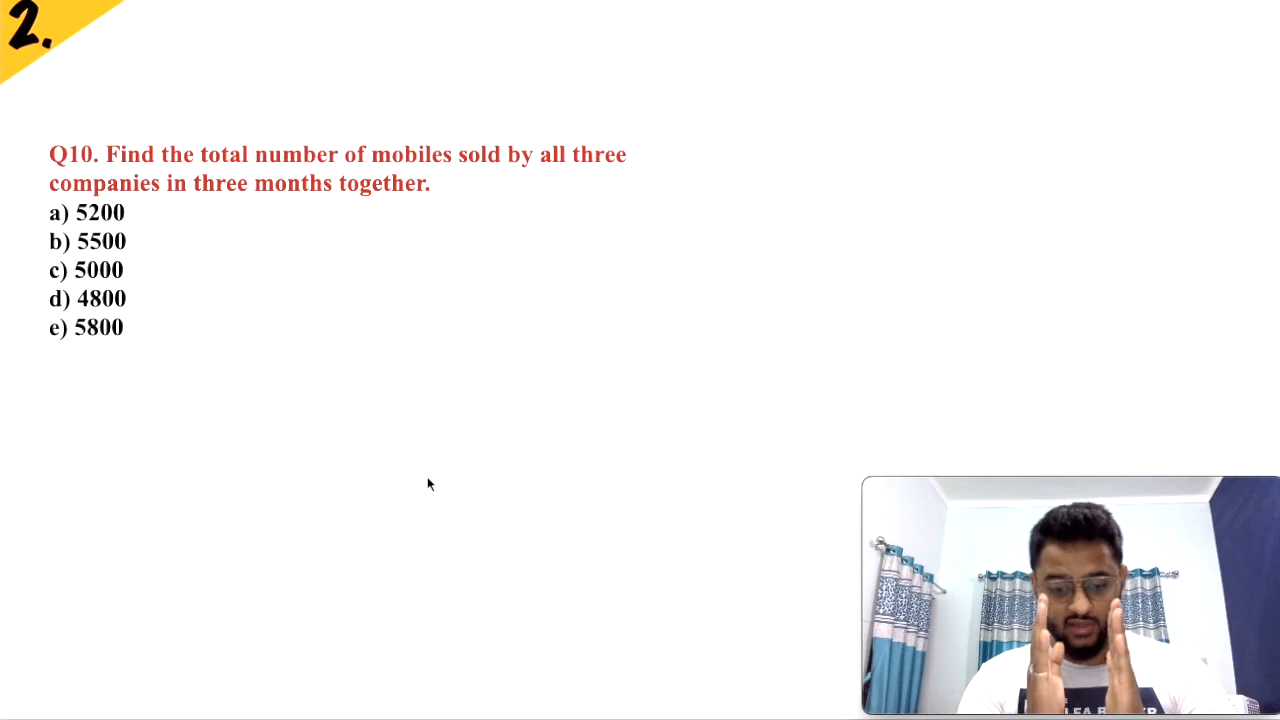 2.
Q10. Find the total number of mobiles sold by all three
companies in three months together.
a) 5200
b) 5500
c) 5000
d) 4800
e) 5800